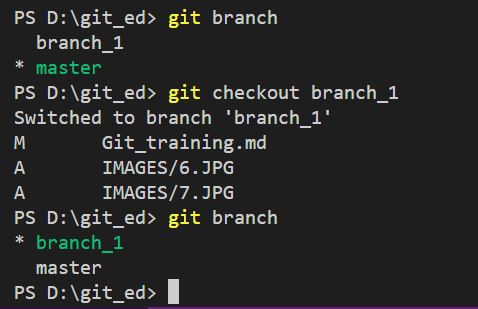 PS D:\git_ed> git branch
  branch_1
* master
PS D:\git_ed> git checkout branch_1
Switched to branch 'branch_1'
M       Git_training.md
A       IMAGES/6.JPG
A       IMAGES/7.JPG
PS D:\git_ed> git branch
* branch_1
  master
PS D:\git_ed>